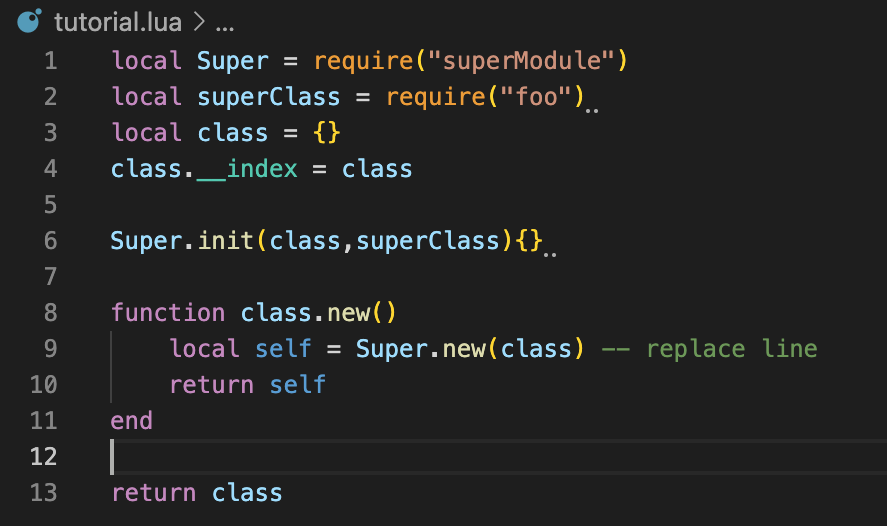 tutorial.lua > ...
1 local Super = require("superModule")
2 local superClass = require("foo")
3 local class = {}
4 class.__index = class
5
6 Super.init(class,superClass){}
7
8 function class.new()
9     local self = Super.new(class) -- replace line
10     return self
11 end
12
13 return class